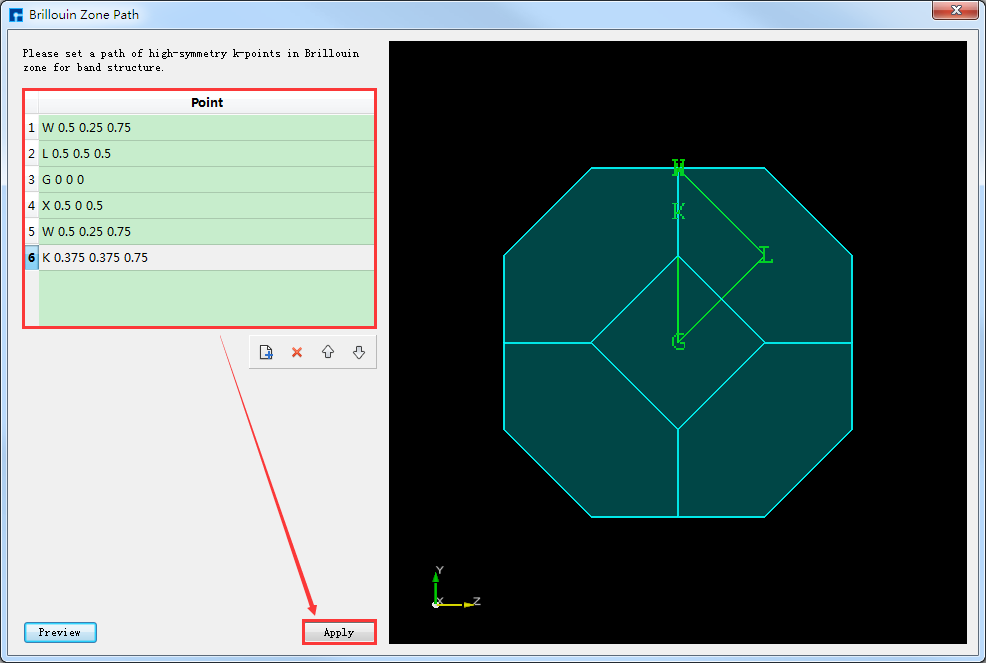 Brillouin Zone Path
Please set a path of high-symmetry k-points in Brillouin
zone for band structure.
Point
1 W 0.5 0.25 0.75
2 L 0.5 0.5 0.5
3 G 0 0 0
4 X 0.5 0 0.5
5 W 0.5 0.25 0.75
6 K 0.375 0.375 0.75
K
L
G
Y
X
Z
Preview
Apply